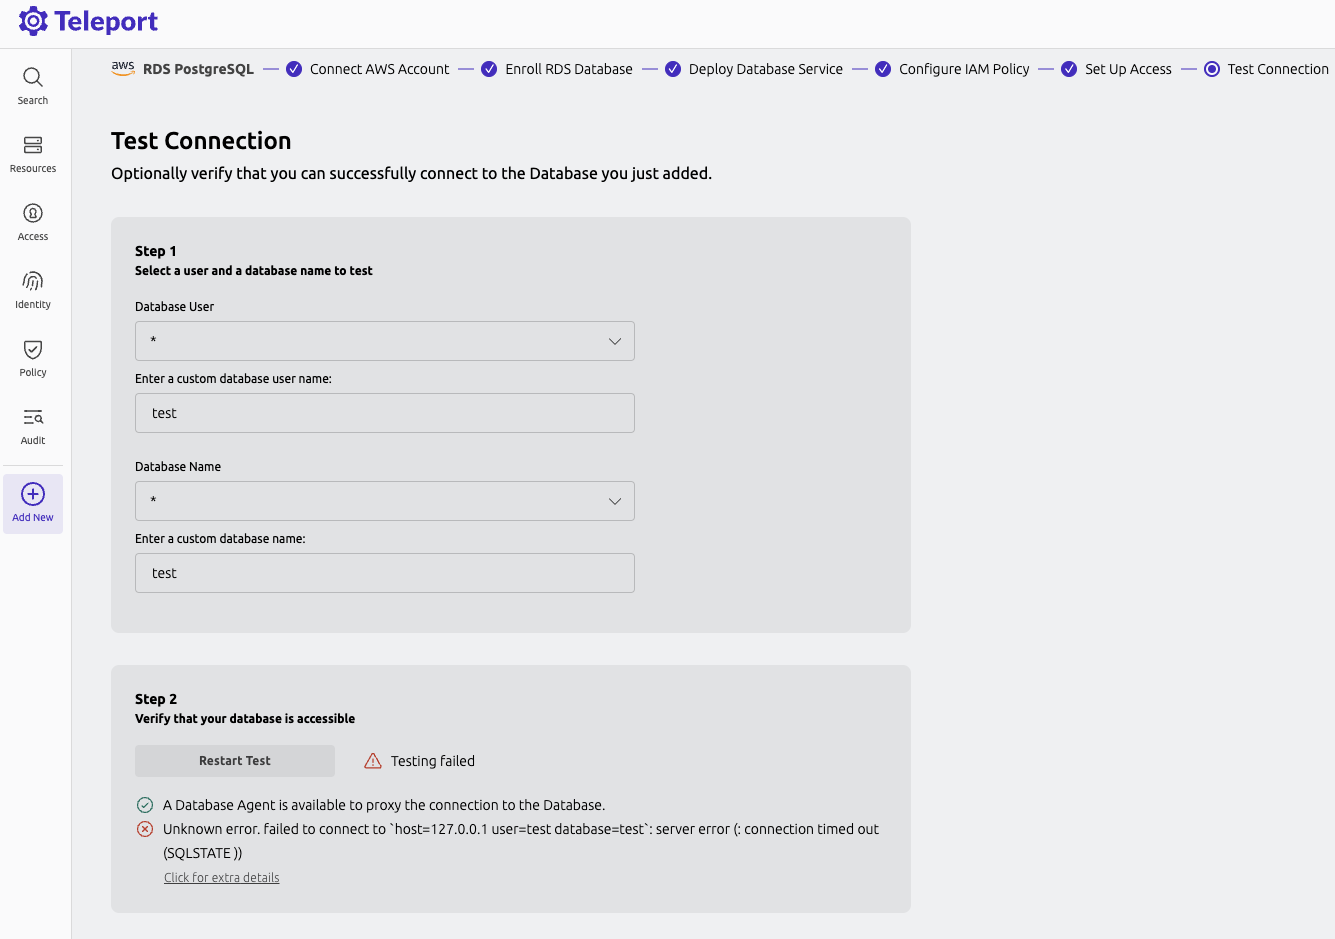 Teleport
aws RDS PostgreSQL Connect AWS Account Enroll RDS Database Deploy Database Service Configure IAM Policy Set Up Access Test Connection
Search
Resources
Access
Identity
Policy
Audit
Add New
Test Connection
Optionally verify that you can successfully connect to the Database you just added.
Step 1
Select a user and a database name to test
Database User
*
Enter a custom database user name:
test
Database Name
*
Enter a custom database name:
test
Step 2
Verify that your database is accessible
Restart Test Testing failed
A Database Agent is available to proxy the connection to the Database.
Unknown error. failed to connect to `host=127.0.0.1 user=test database=test`: server error (: connection timed out
(SQLSTATE ))
Click for extra details